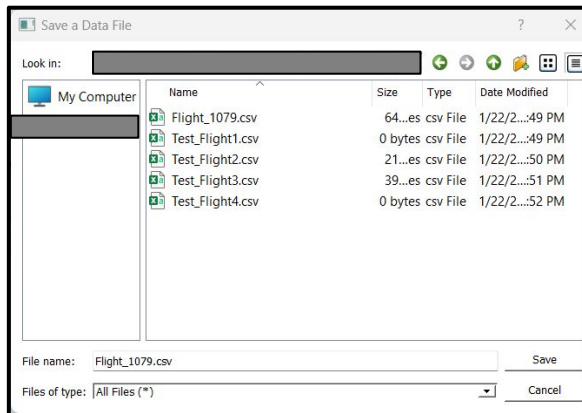 Save a Data File
Look in:
My Computer
Name Size Type Date Modified
Flight_1079.csv 64...es csv File 1/22/2...:49 PM
Test_Flight1.csv 0 bytes csv File 1/22/2...:49 PM
Test_Flight2.csv 21...es csv File 1/22/2...:50 PM
Test_Flight3.csv 39...es csv File 1/22/2...:51 PM
Test_Flight4.csv 0 bytes csv File 1/22/2...:52 PM
File name: Flight_1079.csv Save
Files of type: All Files (*) Cancel